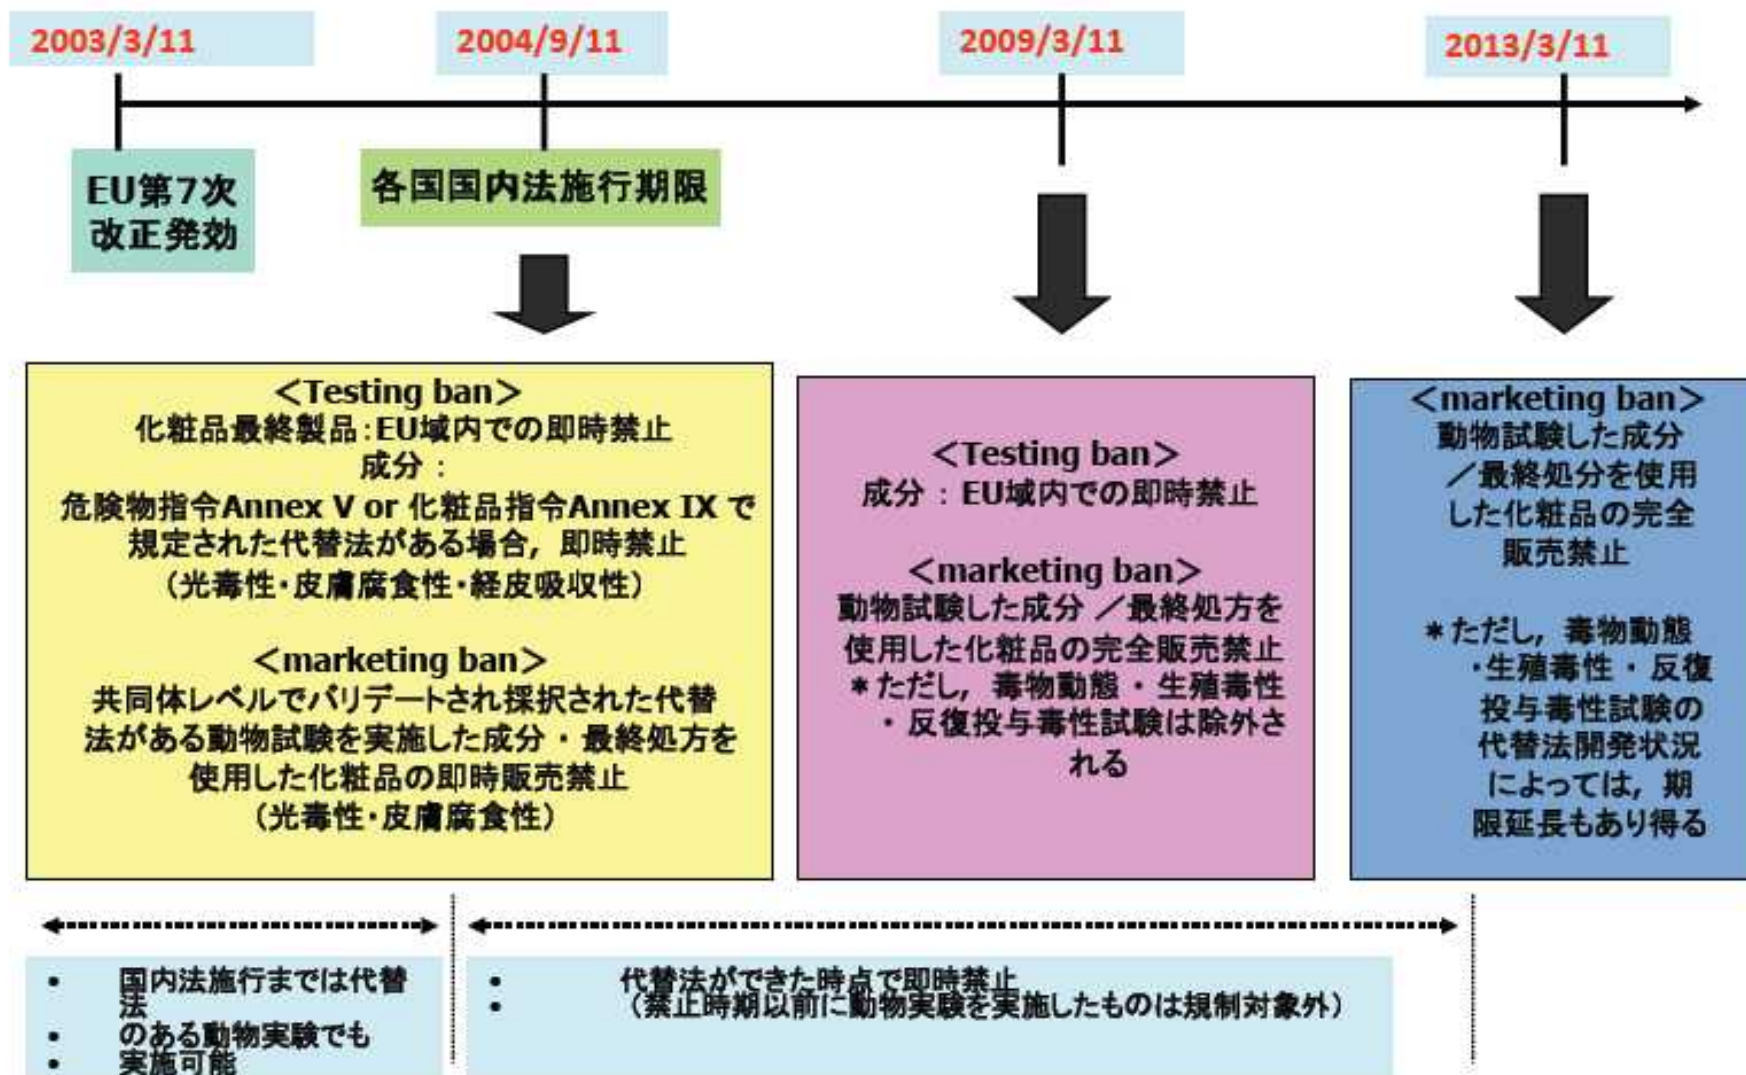 2003/3/11
2004/9/11
2009/3/11
2013/3/11
EU第7次
改正発効
各国国内法施行期限
＜Testing ban＞
化粧品最終製品：EU域内での即時禁止
成分：
危険物指令Annex V or 化粧品指令Annex IX で
規定された代替法がある場合，即時禁止
（光毒性・皮膚腐食性・経皮吸収性）
＜marketing ban＞
共同体レベルでバリデートされ採択された代替
法がある動物試験を実施した成分・最終処方を
使用した化粧品の即時販売禁止
（光毒性・皮膚腐食性）
＜Testing ban＞
成分：EU域内での即時禁止
＜marketing ban＞
動物試験した成分／最終処方を
使用した化粧品の完全販売禁止
＊ただし，毒物動態・生殖毒性
・反復投与毒性試験は除外さ
れる
＜marketing ban＞
動物試験した成分
／最終処分を使用
した化粧品の完全
販売禁止
＊ただし，毒物動態
・生殖毒性・反復
投与毒性試験の
代替法開発状況
によっては，期
限延長もあり得る
• 国内法施行までは代替
法
• のある動物実験でも
• 実施可能
• 代替法ができた時点で即時禁止
• （禁止時期以前に動物実験を実施したものは規制対象外）